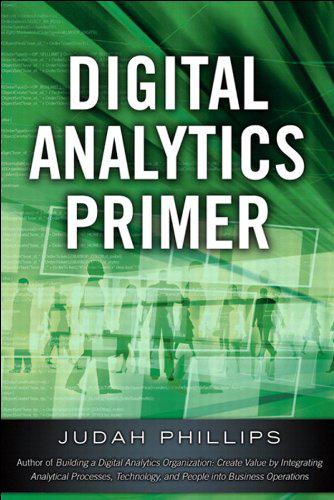 DIGITAL
ANALYTICS
PRIMER
JUDAH PHILLIPS
Author of Building a Digital Analytics Organization: Create Value by Integrating
Analytical Processes, Technology, and People into Business Operations